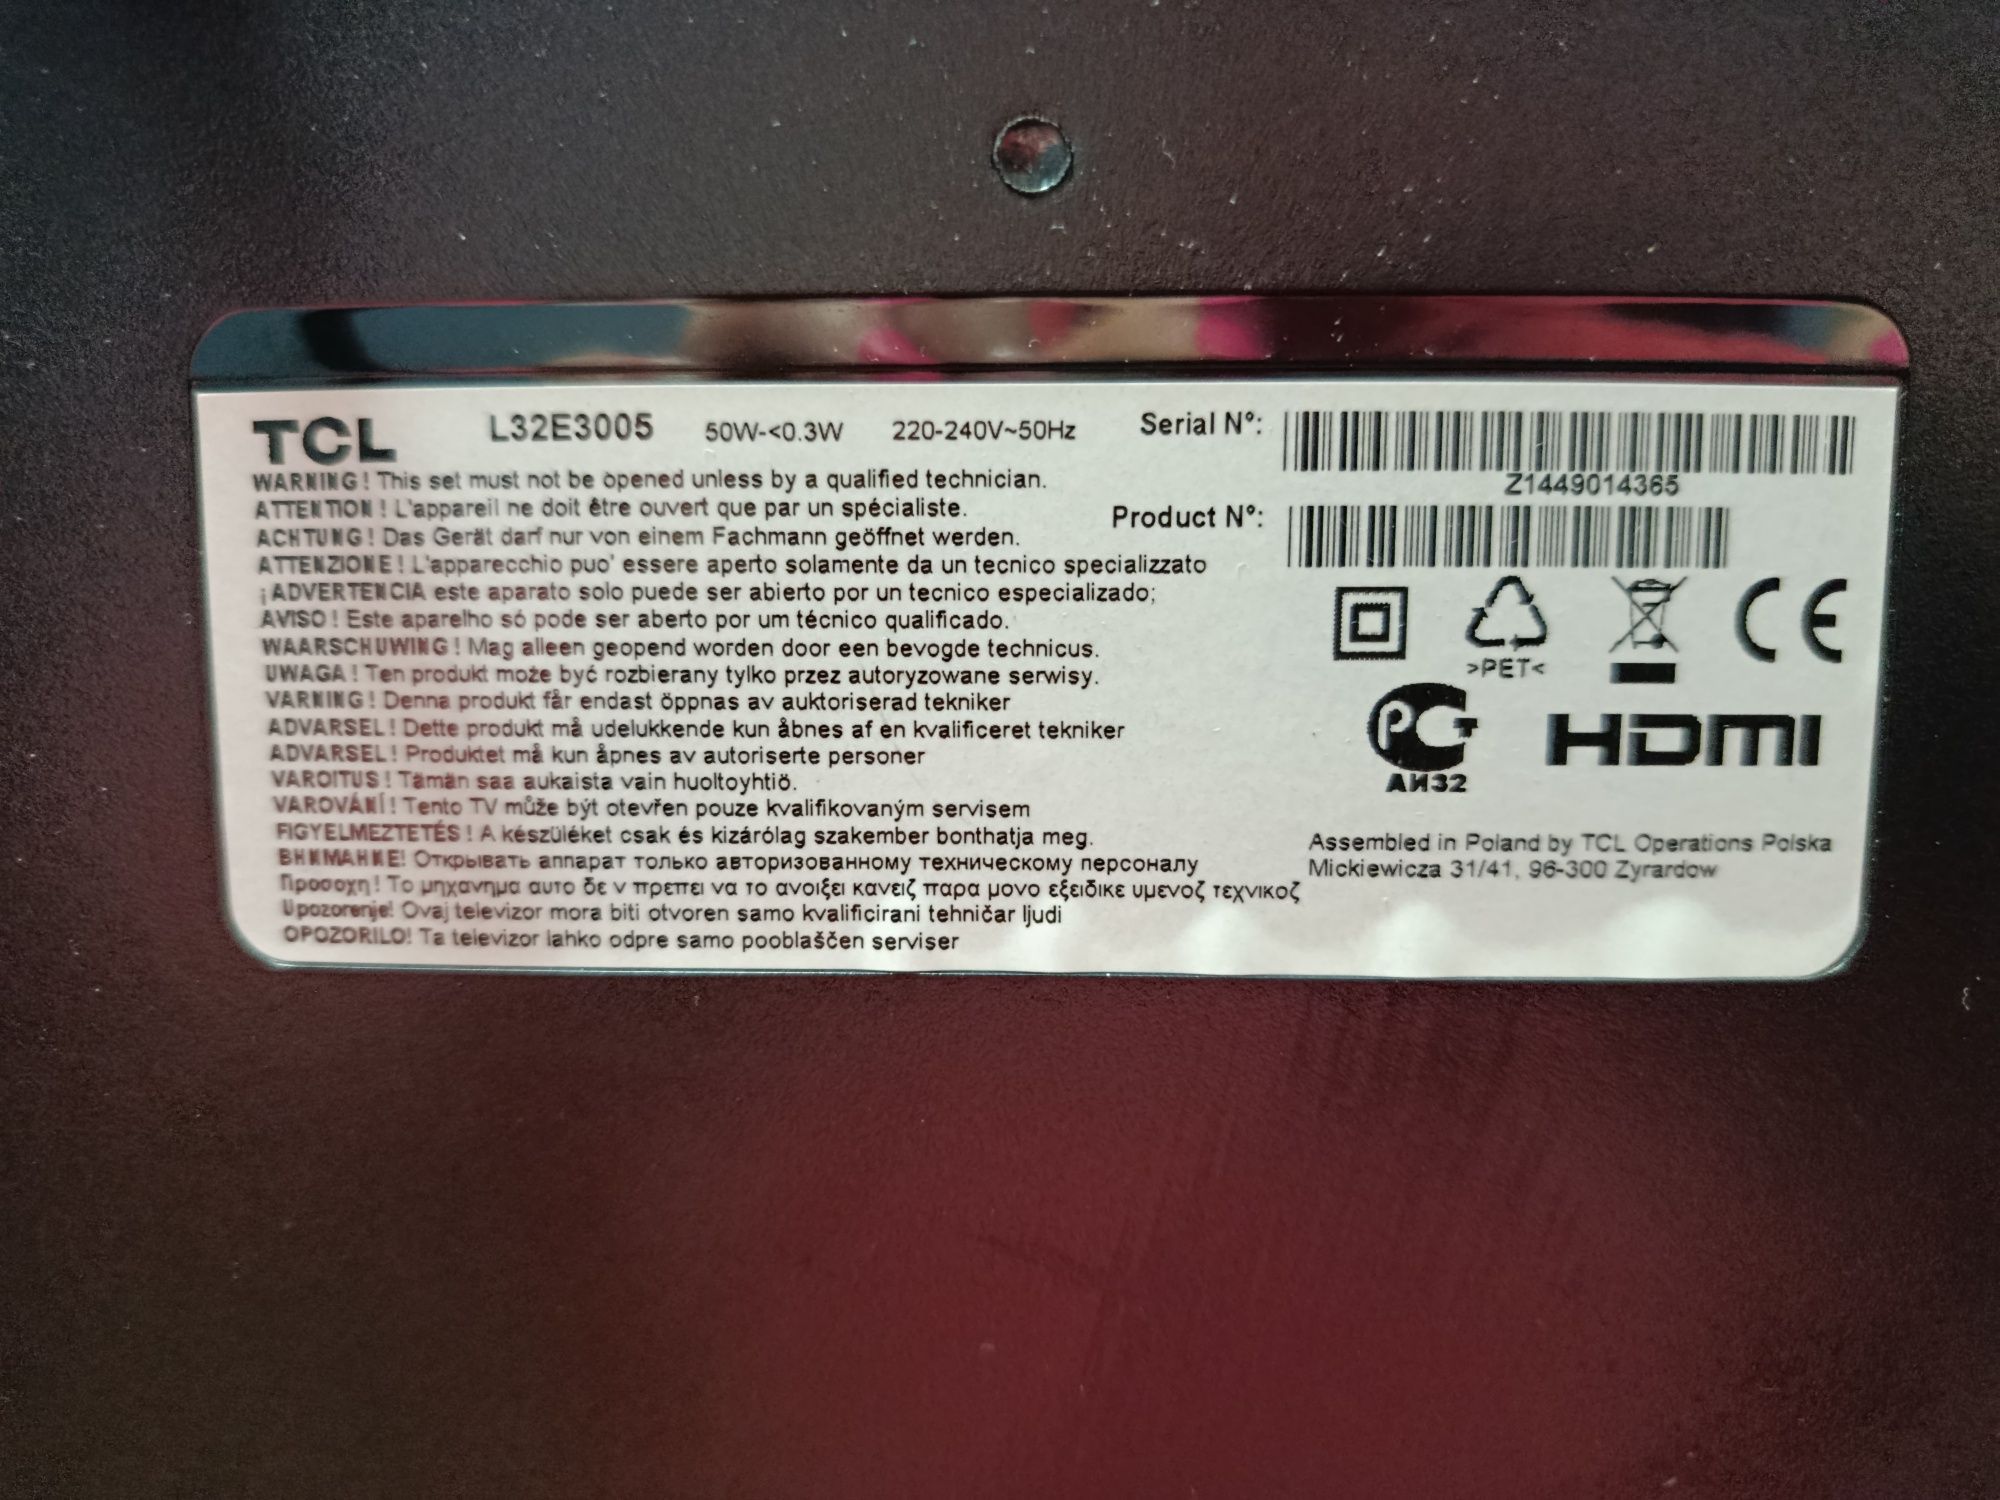 TCL L32E3005 50W-<0.3W 220-240V~50Hz Serial N°:
Z1449014365
Product N°:
WARNING! This set must not be opened unless by a qualified technician.
ATTENTION! L'appareil ne doit être ouvert que par un spécialiste.
ACHTUNG! Das Gerät darf nur von einem Fachmann geöffnet werden.
ATTENZIONE! L'apparecchio puo' essere aperto solamente da un tecnico specializzato
¡ADVERTENCIA este aparato solo puede ser abierto por un tecnico especializado;
AVISO! Este aparelho só pode ser aberto por um técnico qualificado.
WAARSCHUWING! Mag alleen geopend worden door een bevogde technicus.
UWAGA! Ten produkt może być rozbierany tylko przez autoryzowane serwisy.
VARNING! Denna produkt får endast öppnas av auktoriserad tekniker
ADVARSEL! Dette produkt må udelukkende kun åbnes af en kvalificeret tekniker
ADVARSEL! Produktet må kun åpnes av autoriserte personer
VAROITUS! Tämän saa aukaista vain huoltoyhtiö.
VAROVÁNÍ! Tento TV může být otevřen pouze kvalifikovaným servisem
FIGYELMEZTETÉS! A készüléket csak és kizárólag szakember bonthatja meg.
ВНИМАНИЕ! Открывать аппарат только авторизованному техническому персоналу
Προσοχη! Το μηχανημα αυτο δε ν πρεπει να το ανοιξει κανεις παρα μονο εξειδικε υμενος τεχνικος
Upozorenje! Ovaj televizor mora biti otvoren samo kvalificirani tehničar ljudi
OPOZORILO! Ta televizor lahko odpre samo pooblaščen serviser
>PET<
CE
РСТ
АИ32
HDMI
Assembled in Poland by TCL Operations Polska
Mickiewicza 31/41, 96-300 Zyrardow